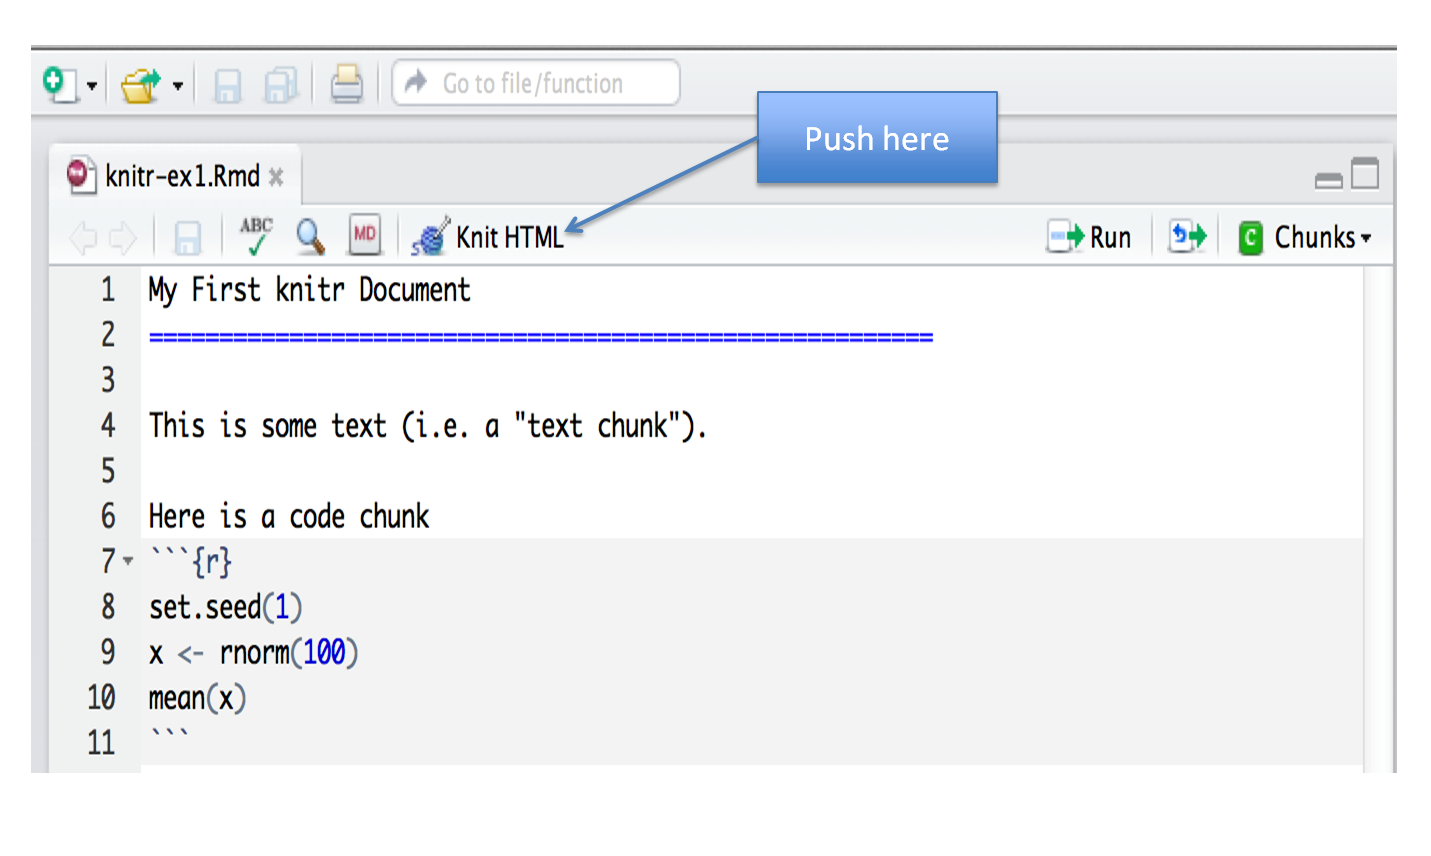 Go to file/function
Push here
knitr-ex1.Rmd
ABC MD Knit HTML Run C Chunks
1 My First knitr Document
2 ========================================================
3
4 This is some text (i.e. a "text chunk").
5
6 Here is a code chunk
7 ```{r}
8 set.seed(1)
9 x <- rnorm(100)
10 mean(x)
11 ```